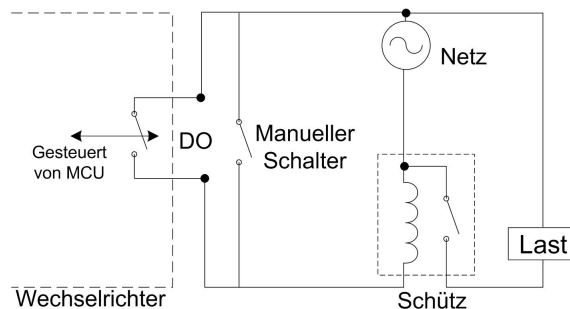 Netz
DO
Manueller
Schalter
Gesteuert
von MCU
Last
Wechselrichter
Schütz